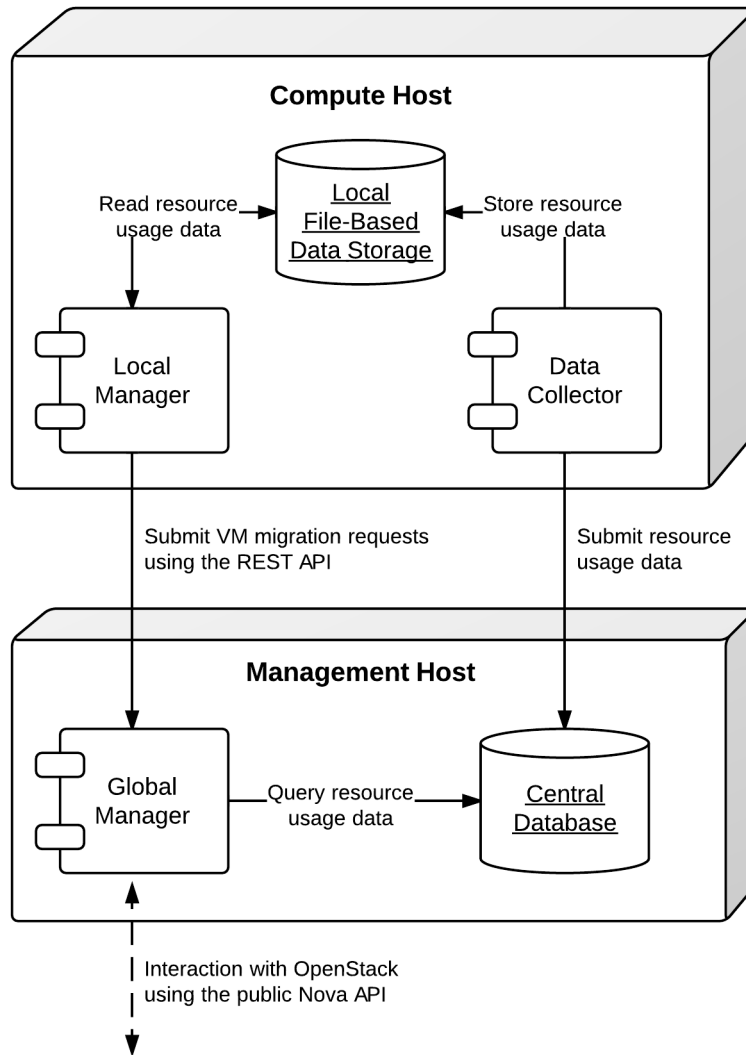 Compute Host
Local
File-Based
Data Storage
Read resource
usage data
Store resource
usage data
Local
Manager
Data
Collector
Submit VM migration requests
using the REST API
Submit resource
usage data
Management Host
Global
Manager
Query resource
usage data
Central
Database
Interaction with OpenStack
using the public Nova API